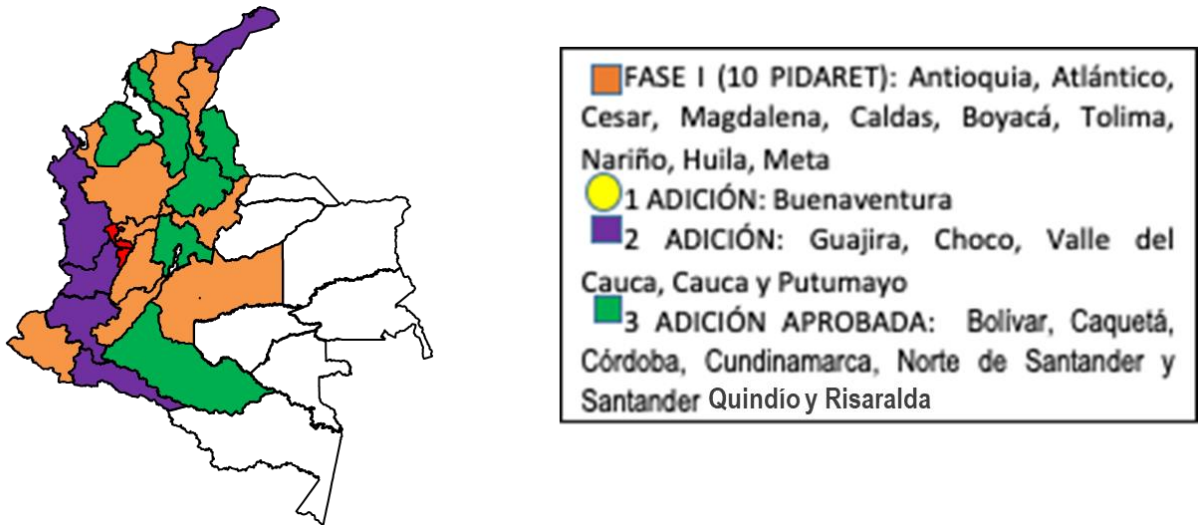 FASE I (10 PIDARET): Antioquia, Atlántico,
Cesar, Magdalena, Caldas, Boyacá, Tolima,
Nariño, Huila, Meta
1 ADICIÓN: Buenaventura
2 ADICIÓN: Guajira, Choco, Valle del
Cauca, Cauca y Putumayo
3 ADICIÓN APROBADA: Bolivar, Caquetá,
Córdoba, Cundinamarca, Norte de Santander y
Santander Quindío y Risaralda